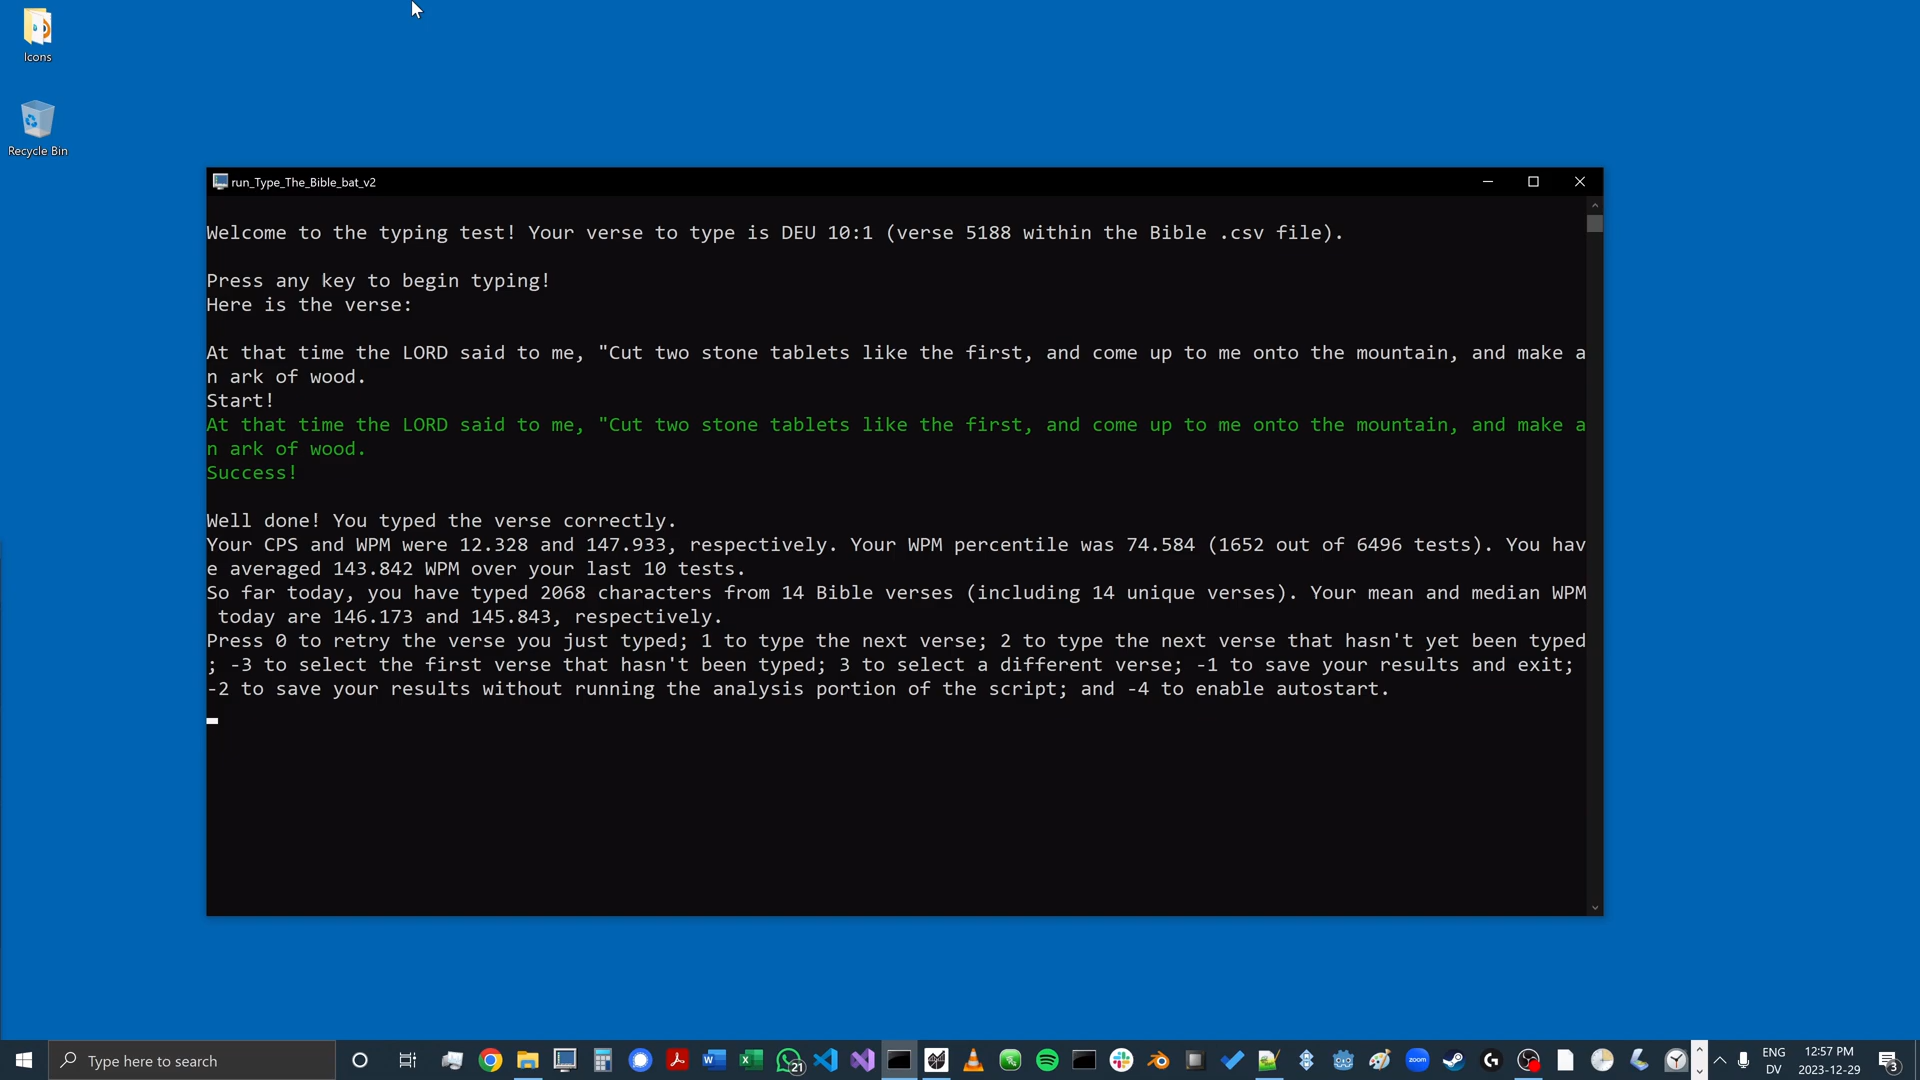 Icons
Recycle Bin
run_Type_The_Bible_bat_v2
Welcome to the typing test! Your verse to type is DEU 10:1 (verse 5188 within the Bible .csv file).
Press any key to begin typing!
Here is the verse:
At that time the LORD said to me, "Cut two stone tablets like the first, and come up to me onto the mountain, and make a
n ark of wood.
Start!
At that time the LORD said to me, "Cut two stone tablets like the first, and come up to me onto the mountain, and make a
n ark of wood.
Success!
Well done! You typed the verse correctly.
Your CPS and WPM were 12.328 and 147.933, respectively. Your WPM percentile was 74.584 (1652 out of 6496 tests). You hav
e averaged 143.842 WPM over your last 10 tests.
So far today, you have typed 2068 characters from 14 Bible verses (including 14 unique verses). Your mean and median WPM
 today are 146.173 and 145.843, respectively.
Press 0 to retry the verse you just typed; 1 to type the next verse; 2 to type the next verse that hasn't yet been typed
; -3 to select the first verse that hasn't been typed; 3 to select a different verse; -1 to save your results and exit;
-2 to save your results without running the analysis portion of the script; and -4 to enable autostart.
Type here to search
21
zoom
ENG
DV
12:57 PM
2023-12-29
3